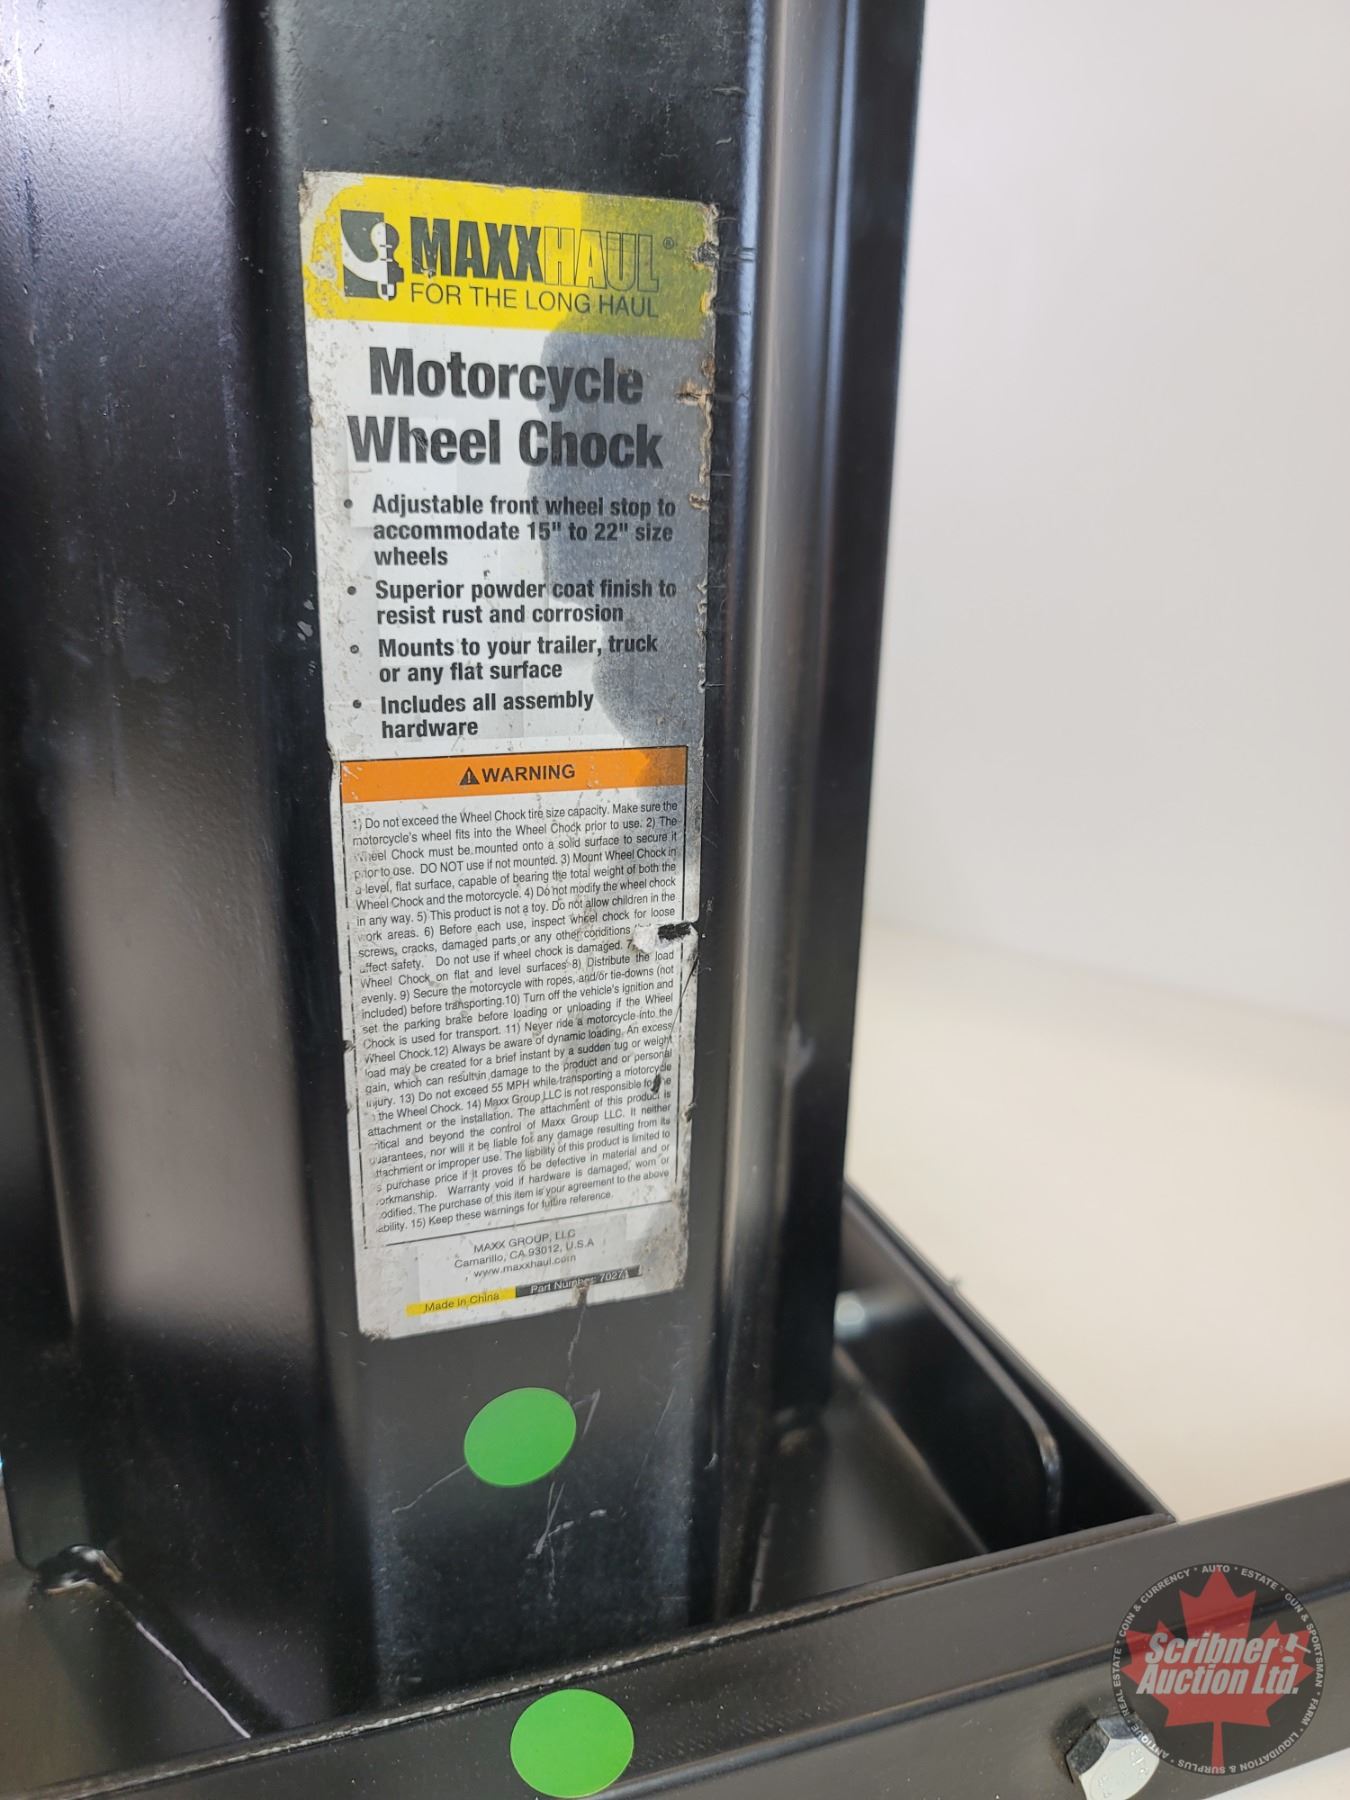 MAXXHAUL®
FOR THE LONG HAUL
Motorcycle
Wheel Chock
• Adjustable front wheel stop to
accommodate 15" to 22" size
wheels
• Superior powder coat finish to
resist rust and corrosion
• Mounts to your trailer, truck
or any flat surface
• Includes all assembly
hardware
⚠ WARNING
1) Do not exceed the Wheel Chock tire size capacity. Make sure the
motorcycle's wheel fits into the Wheel Chock prior to use. 2) The
Wheel Chock must be mounted onto a solid surface to secure it
prior to use. DO NOT use if not mounted. 3) Mount Wheel Chock in
a level, flat surface, capable of bearing the total weight of both the
Wheel Chock and the motorcycle. 4) Do not modify the wheel chock
in any way. 5) This product is not a toy. Do not allow children in the
work areas. 6) Before each use, inspect wheel chock for loose
screws, cracks, damaged parts or any other conditions
affect safety. Do not use if wheel chock is damaged. 7
Wheel Chock on flat and level surfaces 8) Distribute the load
evenly. 9) Secure the motorcycle with ropes, and/or tie-downs (not
included) before transporting.10) Turn off the vehicle's ignition and
set the parking brake before loading or unloading if the Wheel
Chock is used for transport. 11) Never ride a motorcycle into the
Wheel Chock.12) Always be aware of dynamic loading. An excess
load may be created for a brief instant by a sudden tug or weight
gain, which can result in damage to the product and or personal
injury. 13) Do not exceed 55 MPH while transporting a motorcycle
the Wheel Chock. 14) Maxx Group LLC is not responsible for the
attachment or the installation. The attachment of this product is
critical and beyond the control of Maxx Group LLC. It neither
guarantees, nor will it be liable for any damage resulting from its
attachment or improper use. The liability of this product is limited to
purchase price if it proves to be defective in material and or
workmanship. Warranty void if hardware is damaged, worn or
modified. The purchase of this item is your agreement to the above
liability. 15) Keep these warnings for future reference.
MAXX GROUP, LLC
Camarillo, CA 93012, U.S.A
www.maxxhaul.com
Made In China Part Number: 70271
COIN & CURRENCY • AUTO • ESTATE • GUN & SPORTSMAN • FARM • LIQUIDATION & SURPLUS • ANTIQUE • REAL ESTATE
Scribner
Auction Ltd.